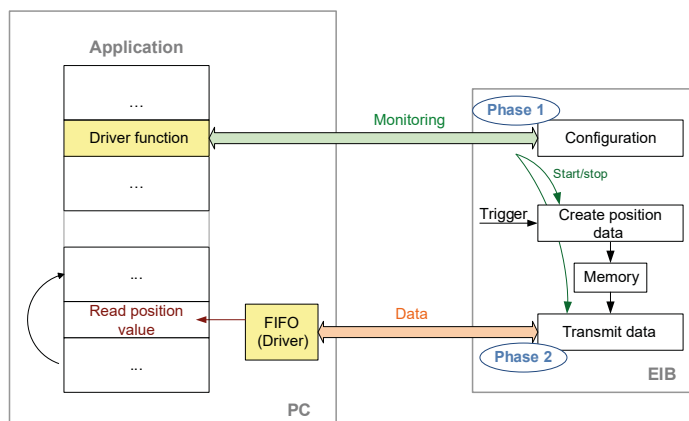 Application
...
Driver function
...
...
Read position
value
...
FIFO
(Driver)
PC
Monitoring
Data
Phase 1
Configuration
Start/stop
Trigger
Create position
data
Memory
Transmit data
Phase 2
EIB